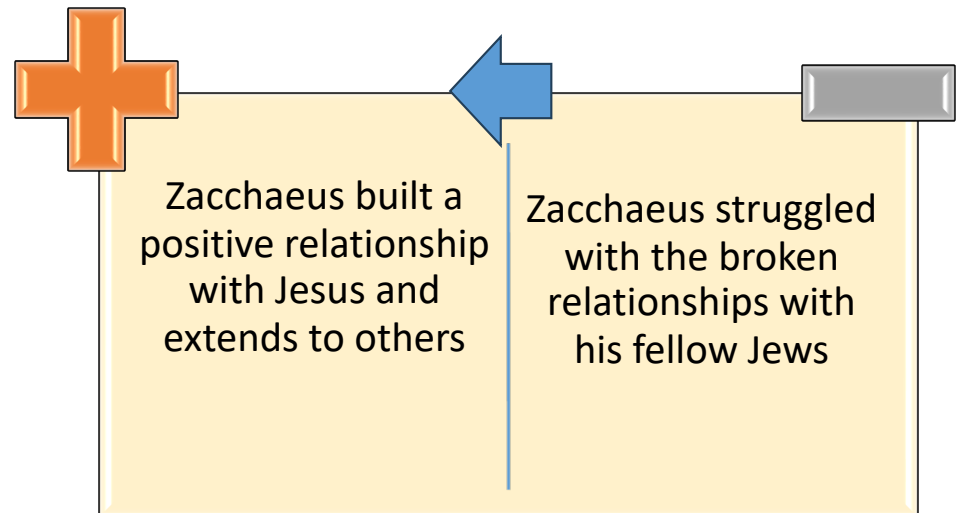 Zacchaeus built a
positive relationship
with Jesus and
extends to others
Zacchaeus struggled
with the broken
relationships with
his fellow Jews